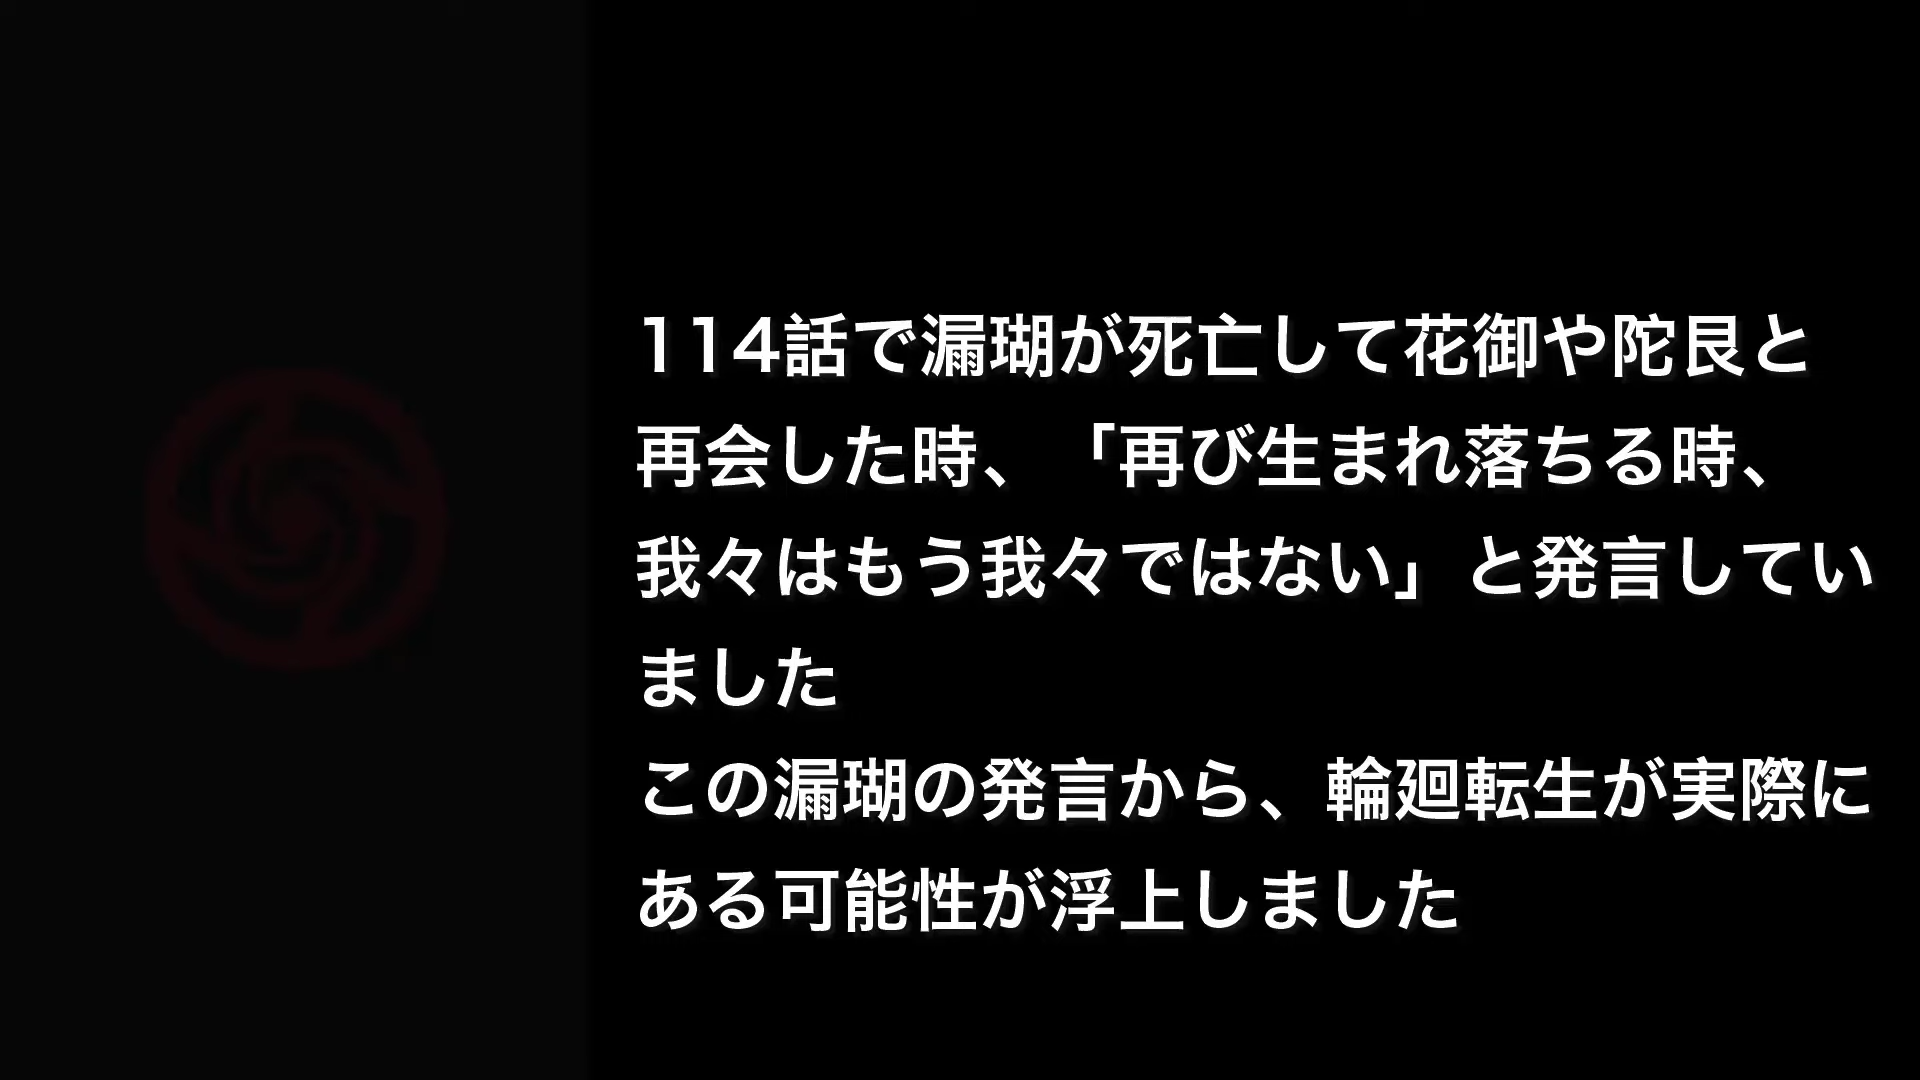 114話で漏瑚が死亡して花御や陀艮と
再会した時、「再び生まれ落ちる時、
我々はもう我々ではない」と発言してい
ました
この漏瑚の発言から、輪廻転生が実際に
ある可能性が浮上しました